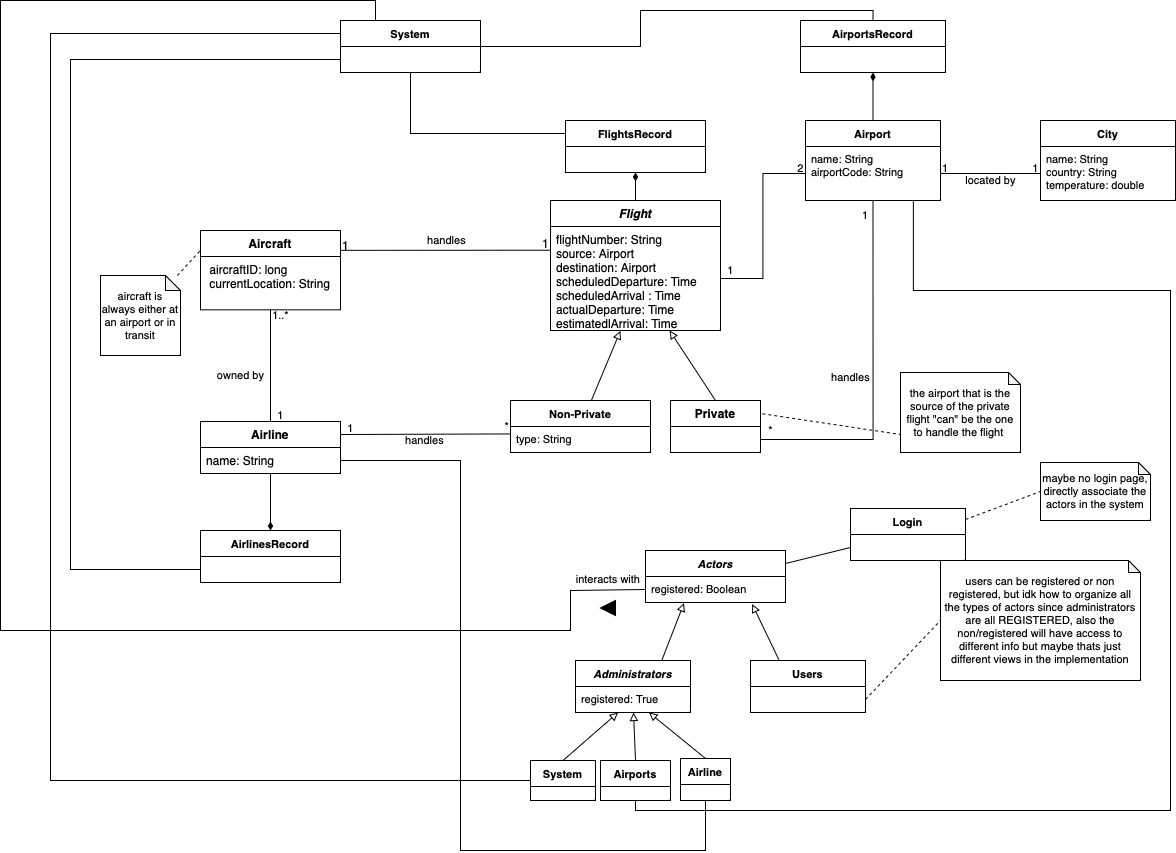 System
AirportsRecord
FlightsRecord
Airport
name: String
airportCode: String
City
name: String
country: String
temperature: double
1
located by
1
2
1
1
Flight
flightNumber: String
source: Airport
destination: Airport
scheduledDeparture: Time
scheduledArrival : Time
actualDeparture: Time
estimatedlArrival: Time
Aircraft
aircraftID: long
currentLocation: String
1
handles
1
aircraft is
always either at
an airport or in
transit
1..*
owned by
1
handles
the airport that is the
source of the private
flight "can" be the one
to handle the flight
Non-Private
type: String
Private
*
Airline
name: String
1
handles
*
AirlinesRecord
maybe no login page,
directly associate the
actors in the system
Login
Actors
registered: Boolean
interacts with
users can be registered or non
registered, but idk how to organize all
the types of actors since administrators
are all REGISTERED, also the
non/registered will have access to
different info but maybe thats just
different views in the implementation
Administrators
registered: True
Users
System
Airports
Airline